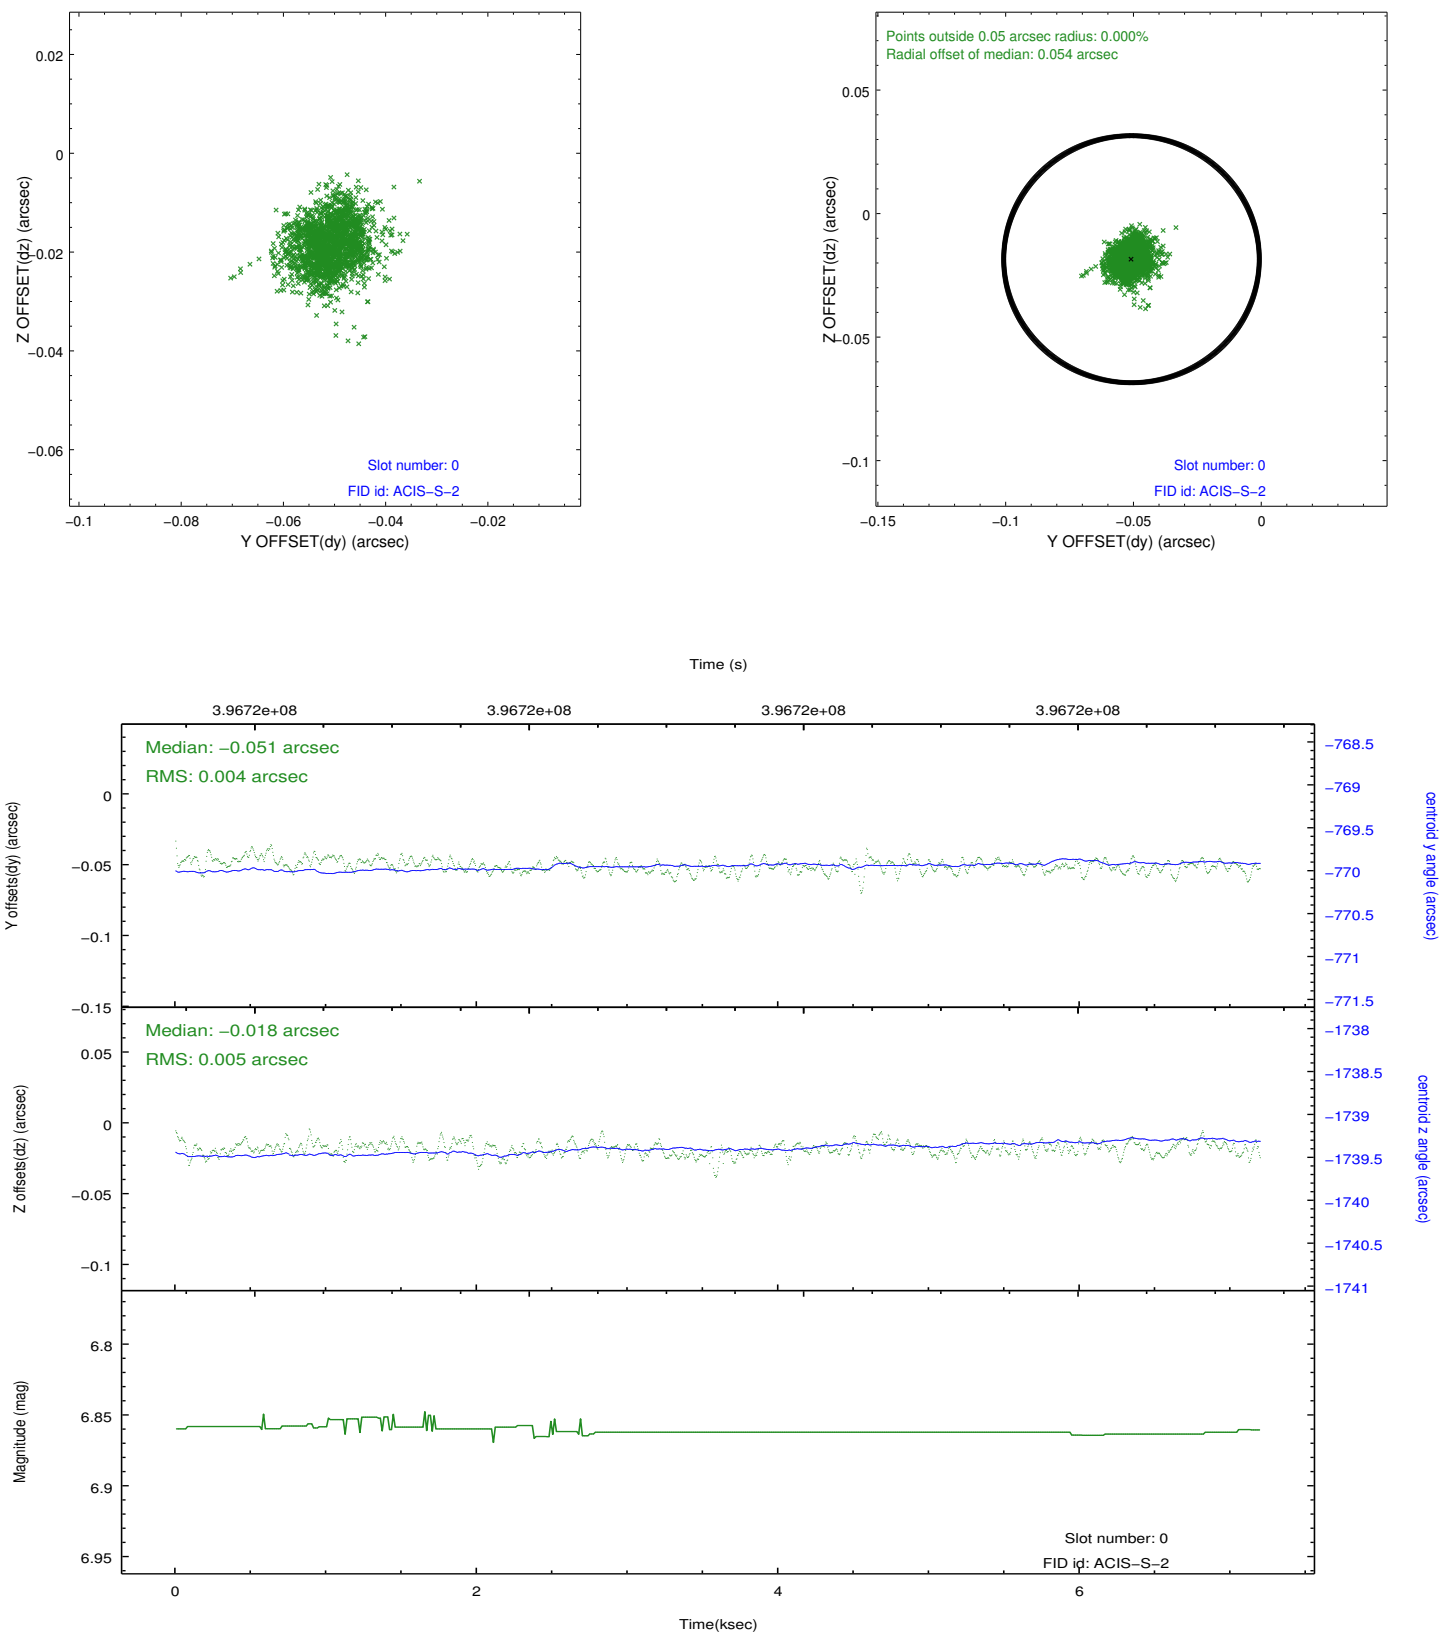 0.02
0
−0.02
−0.04
−0.06
Z OFFSET(dz) (arcsec)
Slot number: 0
FID id: ACIS−S−2
−0.1
−0.08
−0.06
−0.04
−0.02
Y OFFSET(dy) (arcsec)
Points outside 0.05 arcsec radius: 0.000%
Radial offset of median: 0.054 arcsec
0.05
0
−0.05
−0.1
Z OFFSET(dz) (arcsec)
Slot number: 0
FID id: ACIS−S−2
−0.15
−0.1
−0.05
0
Y OFFSET(dy) (arcsec)
Time (s)
3.9672e+08
3.9672e+08
3.9672e+08
3.9672e+08
Median: −0.051 arcsec
RMS: 0.004 arcsec
0
−0.05
−0.1
−0.15
Y offsets(dy) (arcsec)
−768.5
−769
−769.5
−770
−770.5
−771
−771.5
centroid y angle (arcsec)
Median: −0.018 arcsec
RMS: 0.005 arcsec
0.05
0
−0.05
−0.1
Z offsets(dz) (arcsec)
−1738
−1738.5
−1739
−1739.5
−1740
−1740.5
−1741
centroid z angle (arcsec)
6.8
6.85
6.9
6.95
Magnitude (mag)
Slot number: 0
FID id: ACIS−S−2
0
2
4
6
Time(ksec)